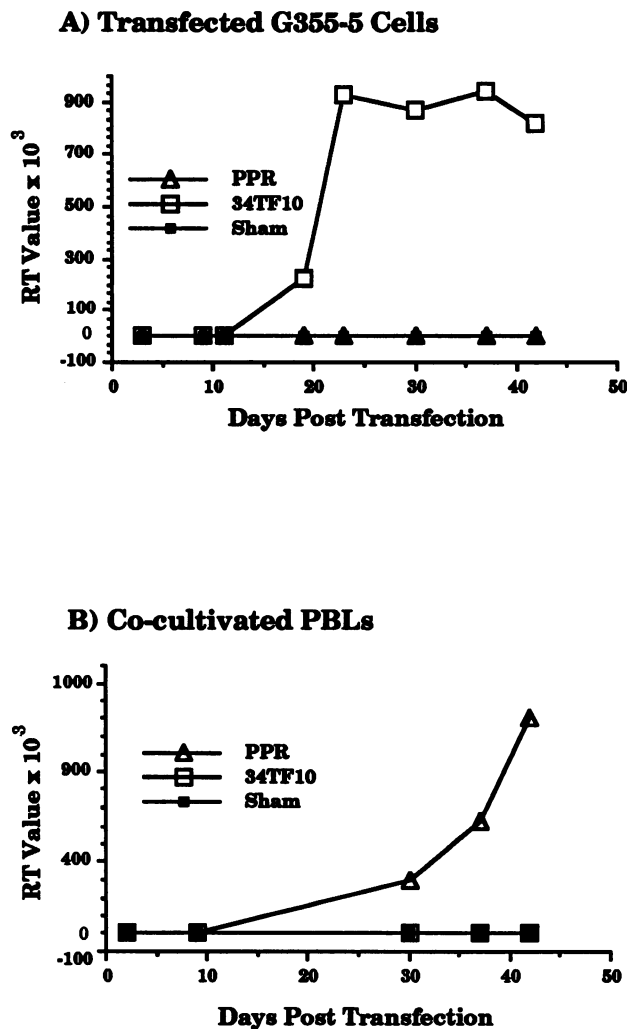 A) Transfected G355-5 Cells
RT Value x 10³
900
700
500
300
100
0
-100
PPR
34TF10
Sham
0 10 20 30 40 50
Days Post Transfection
B) Co-cultivated PBLs
RT Value x 10³
1000
900
400
0
-100
PPR
34TF10
Sham
0 10 20 30 40 50
Days Post Transfection